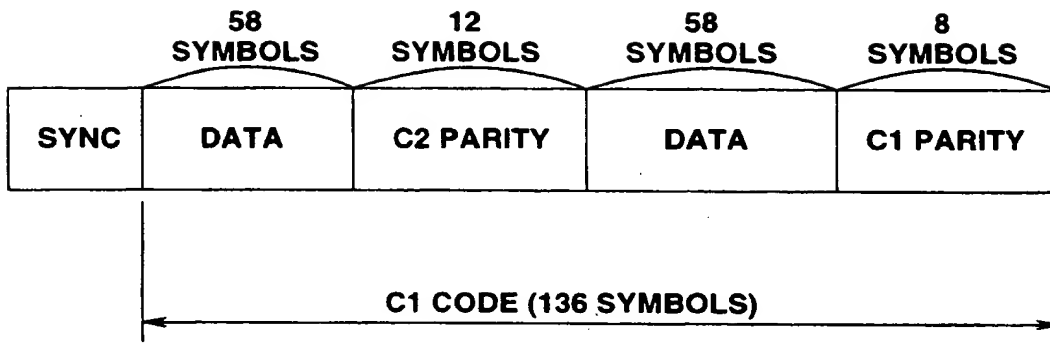 58 SYMBOLS
12 SYMBOLS
58 SYMBOLS
8 SYMBOLS
SYNC
DATA
C2 PARITY
DATA
C1 PARITY
C1 CODE (136 SYMBOLS)